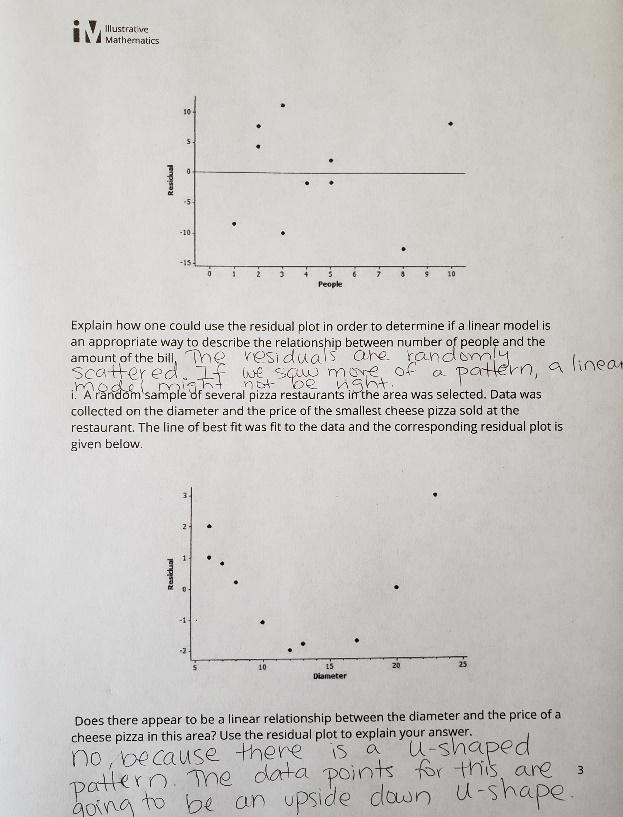 Illustrative
Mathematics
10
5
0
-5
-10
-15
Residual
0 1 2 3 4 5 6 7 8 9 10
People
Explain how one could use the residual plot in order to determine if a linear model is
an appropriate way to describe the relationship between number of people and the
amount of the bill. The residuals are randomly
scattered. If we saw more of a pattern, a linear
model might not be right.
i. A random sample of several pizza restaurants in the area was selected. Data was
collected on the diameter and the price of the smallest cheese pizza sold at the
restaurant. The line of best fit was fit to the data and the corresponding residual plot is
given below.
3
2
1
0
-1
-2
Residual
5 10 15 20 25
Diameter
Does there appear to be a linear relationship between the diameter and the price of a
cheese pizza in this area? Use the residual plot to explain your answer.
no, because there is a U-shaped
pattern. The data points for this are
going to be an upside down U-shape.
3